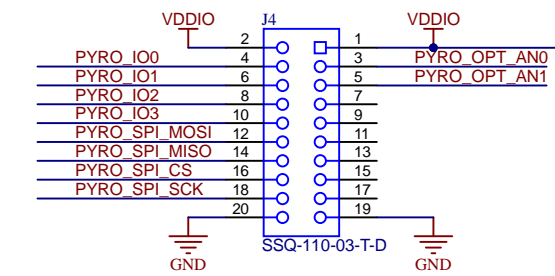 VDDIO J4 VDDIO
2 1
PYRO_IO0 4 3 PYRO_OPT_AN0
PYRO_IO1 6 5 PYRO_OPT_AN1
PYRO_IO2 8 7
PYRO_IO3 10 9
PYRO_SPI_MOSI 12 11
PYRO_SPI_MISO 14 13
PYRO_SPI_CS 16 15
PYRO_SPI_SCK 18 17
20 19
SSQ-110-03-T-D
GND GND